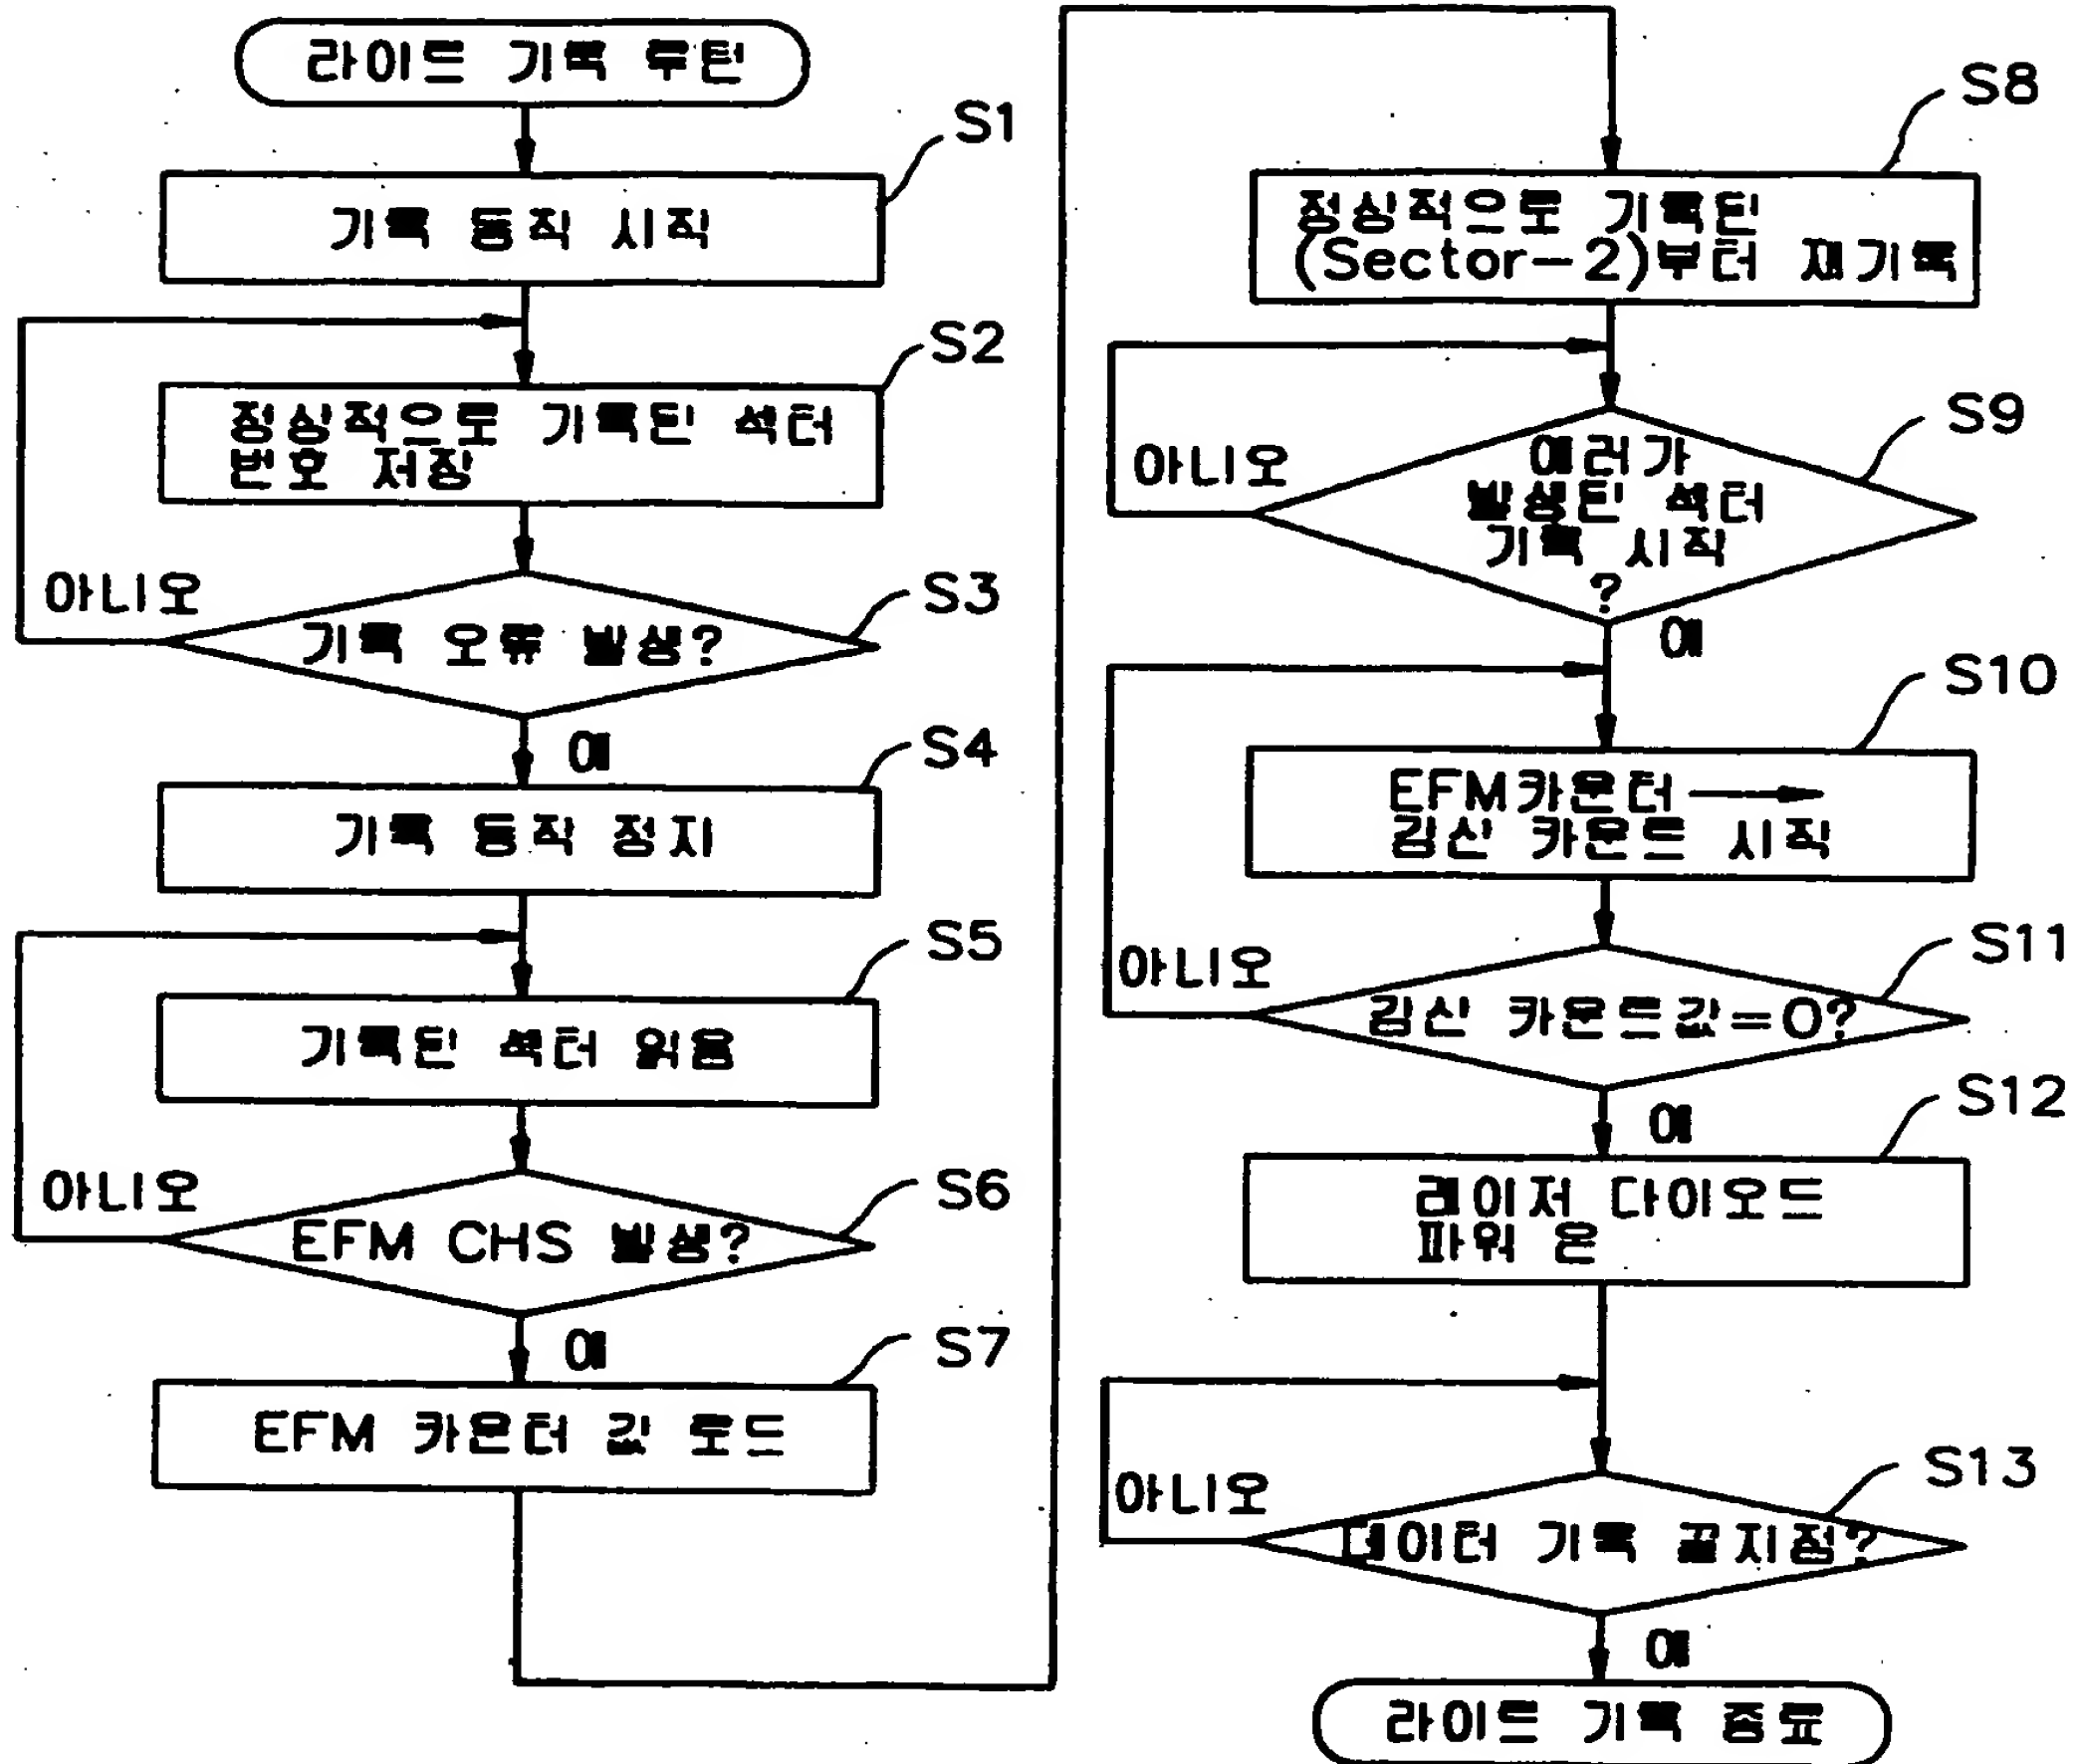 라이트 기록 루틴
S1
기록 동작 시작
S2
정상적으로 기록된 섹터
번호 저장
아니오
S3
기록 오류 발생?
예
S4
기록 동작 정지
S5
기록된 섹터 읽음
아니오
S6
EFM CHS 발생?
예
S7
EFM 카운터 값 로드
S8
정상적으로 기록된
(Sector-2)부터 재기록
S9
아니오
에러가
발생된 섹터
기록 시작
?
예
S10
EFM카운터
감산 카운트 시작
S11
아니오
감산 카운트값=0?
예
S12
레이저 다이오드
파워 온
S13
아니오
데이터 기록 끝지점?
예
라이트 기록 종료